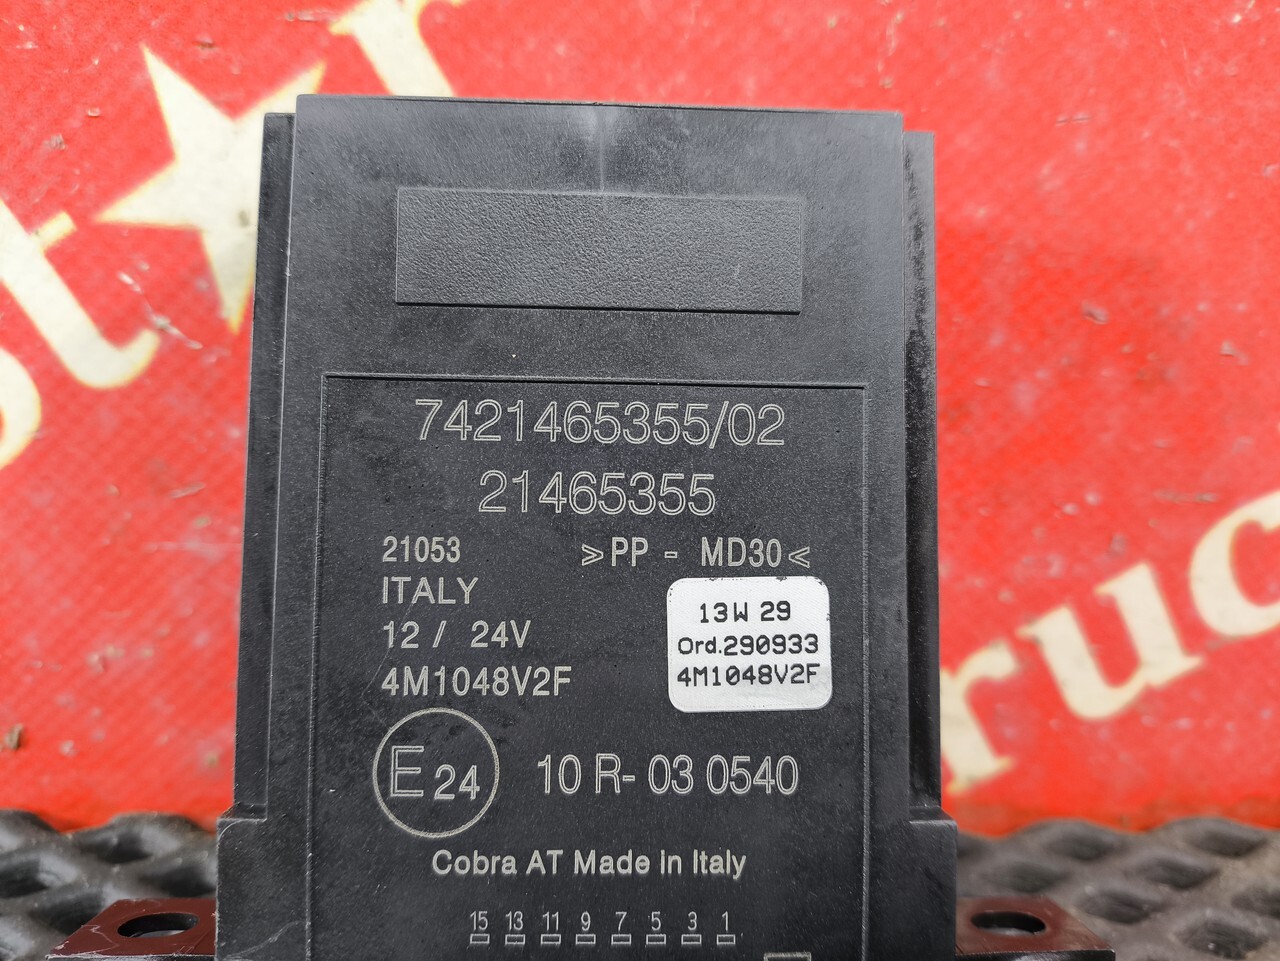 7421465355/02
21465355
21053 >PP - MD30<
ITALY
12 / 24V
4M1048V2F
13W 29
Ord.290933
4M1048V2F
E24 10 R- 03 0540
Cobra AT Made in Italy
15 13 11 9 7 5 3 1